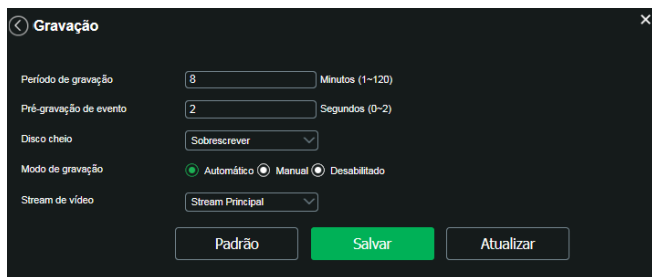 Gravação
Período de gravação 8 Minutos (1~120)
Pré-gravação de evento 2 Segundos (0~2)
Disco cheio Sobrescrever
Modo de gravação Automático Manual Desabilitado
Stream de vídeo Stream Principal
Padrão Salvar Atualizar